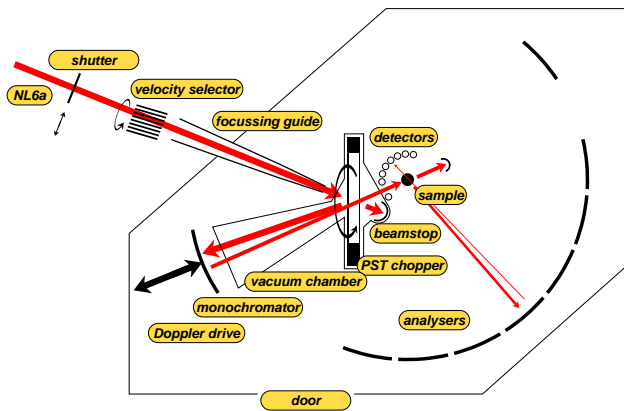 shutter
NL6a
velocity selector
focussing guide
detectors
sample
beamstop
PST chopper
vacuum chamber
monochromator
analysers
Doppler drive
door